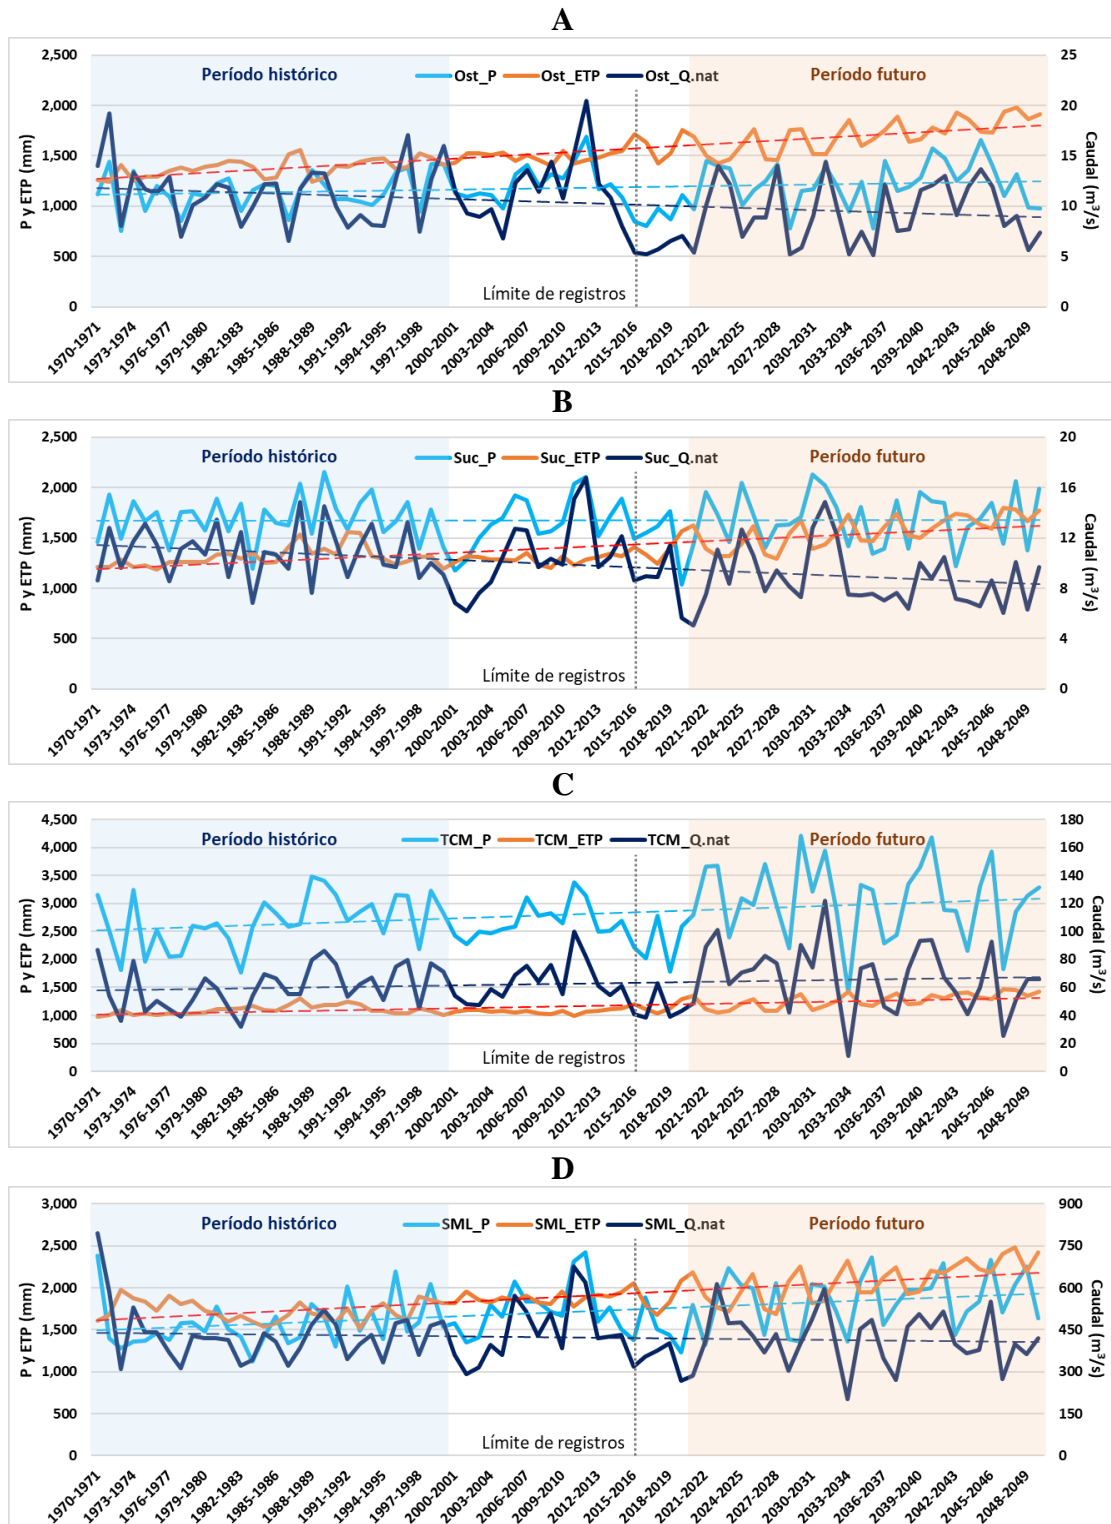 A
Período histórico
Ost_P Ost_ETP Ost_Q.nat
Período futuro
P y ETP (mm)
2,500
2,000
1,500
1,000
500
0
25
20
15
10
5
0
Caudal (m³/s)
Límite de registros
1970-1971 1973-1974 1976-1977 1979-1980 1982-1983 1985-1986 1988-1989 1991-1992 1994-1995 1997-1998 2000-2001 2003-2004 2006-2007 2009-2010 2012-2013 2015-2016 2018-2019 2021-2022 2024-2025 2027-2028 2030-2031 2033-2034 2036-2037 2039-2040 2042-2043 2045-2046 2048-2049
B
Período histórico
Suc_P Suc_ETP Suc_Q.nat
Período futuro
P y ETP (mm)
2,500
2,000
1,500
1,000
500
0
20
16
12
8
4
0
Caudal (m³/s)
Límite de registros
1970-1971 1973-1974 1976-1977 1979-1980 1982-1983 1985-1986 1988-1989 1991-1992 1994-1995 1997-1998 2000-2001 2003-2004 2006-2007 2009-2010 2012-2013 2015-2016 2018-2019 2021-2022 2024-2025 2027-2028 2030-2031 2033-2034 2036-2037 2039-2040 2042-2043 2045-2046 2048-2049
C
Período histórico
TCM_P TCM_ETP TCM_Q.nat
Período futuro
P y ETP (mm)
4,500
4,000
3,500
3,000
2,500
2,000
1,500
1,000
500
0
180
160
140
120
100
80
60
40
20
0
Caudal (m³/s)
Límite de registros
1970-1971 1973-1974 1976-1977 1979-1980 1982-1983 1985-1986 1988-1989 1991-1992 1994-1995 1997-1998 2000-2001 2003-2004 2006-2007 2009-2010 2012-2013 2015-2016 2018-2019 2021-2022 2024-2025 2027-2028 2030-2031 2033-2034 2036-2037 2039-2040 2042-2043 2045-2046 2048-2049
D
Período histórico
SML_P SML_ETP SML_Q.nat
Período futuro
P y ETP (mm)
3,000
2,500
2,000
1,500
1,000
500
0
900
750
600
450
300
150
0
Caudal (m³/s)
Límite de registros
1970-1971 1973-1974 1976-1977 1979-1980 1982-1983 1985-1986 1988-1989 1991-1992 1994-1995 1997-1998 2000-2001 2003-2004 2006-2007 2009-2010 2012-2013 2015-2016 2018-2019 2021-2022 2024-2025 2027-2028 2030-2031 2033-2034 2036-2037 2039-2040 2042-2043 2045-2046 2048-2049